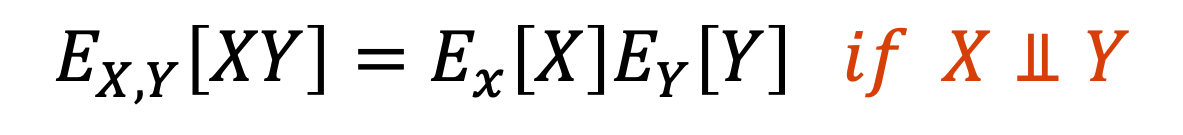 E_{X,Y}[XY] = E_x[X]E_Y[Y] if X ⫫ Y